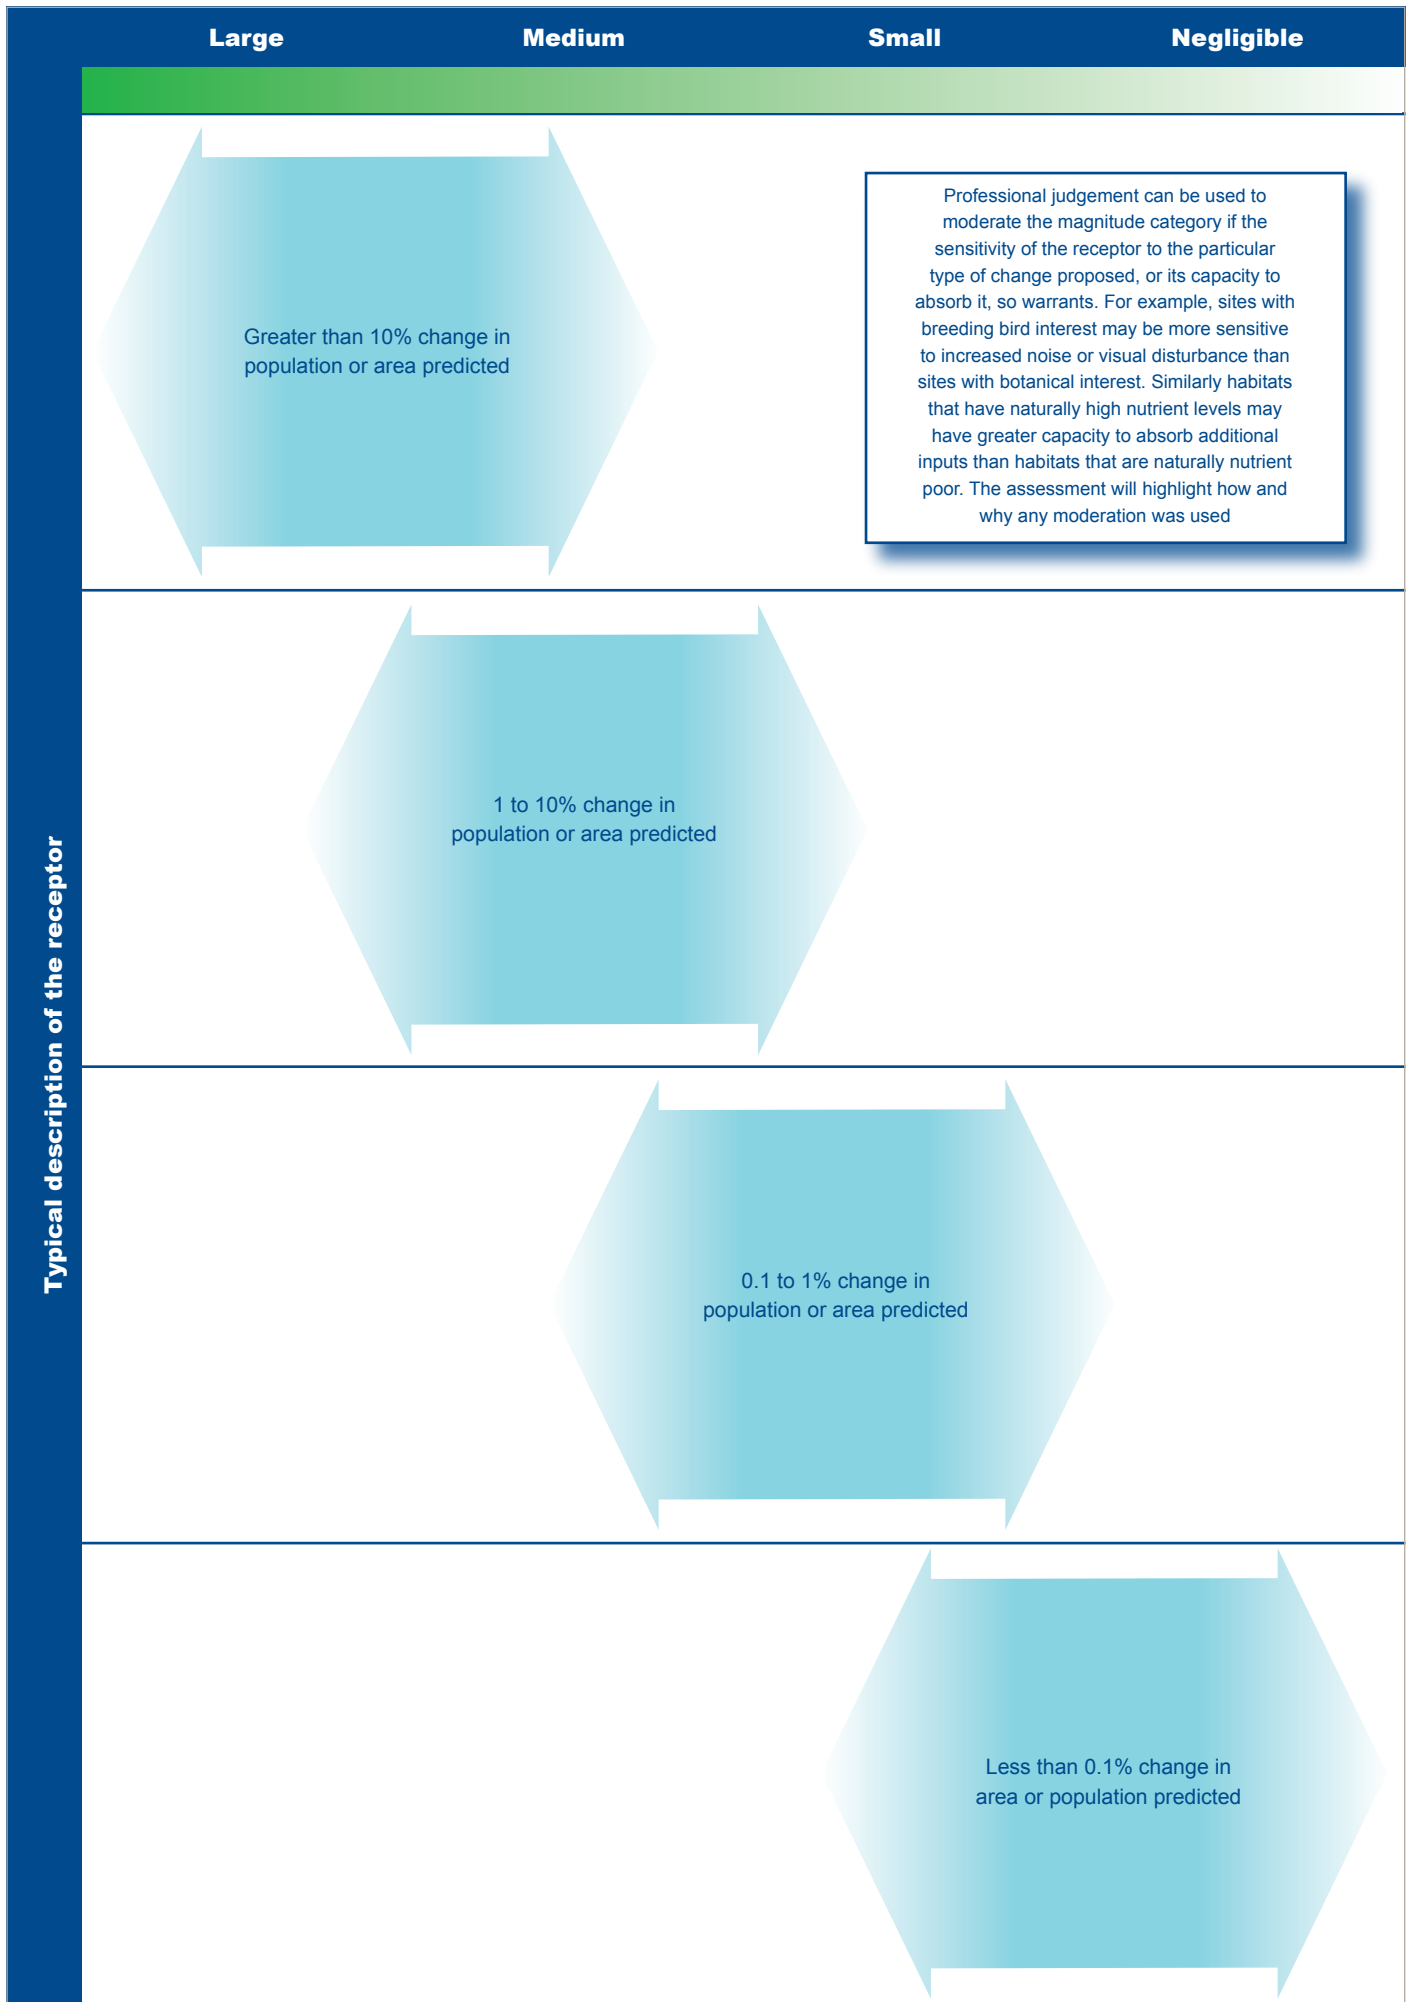 Large Medium Small Negligible
Typical description of the receptor
Greater than 10% change in
population or area predicted
Professional judgement can be used to
moderate the magnitude category if the
sensitivity of the receptor to the particular
type of change proposed, or its capacity to
absorb it, so warrants. For example, sites with
breeding bird interest may be more sensitive
to increased noise or visual disturbance than
sites with botanical interest. Similarly habitats
that have naturally high nutrient levels may
have greater capacity to absorb additional
inputs than habitats that are naturally nutrient
poor. The assessment will highlight how and
why any moderation was used
1 to 10% change in
population or area predicted
0.1 to 1% change in
population or area predicted
Less than 0.1% change in
area or population predicted